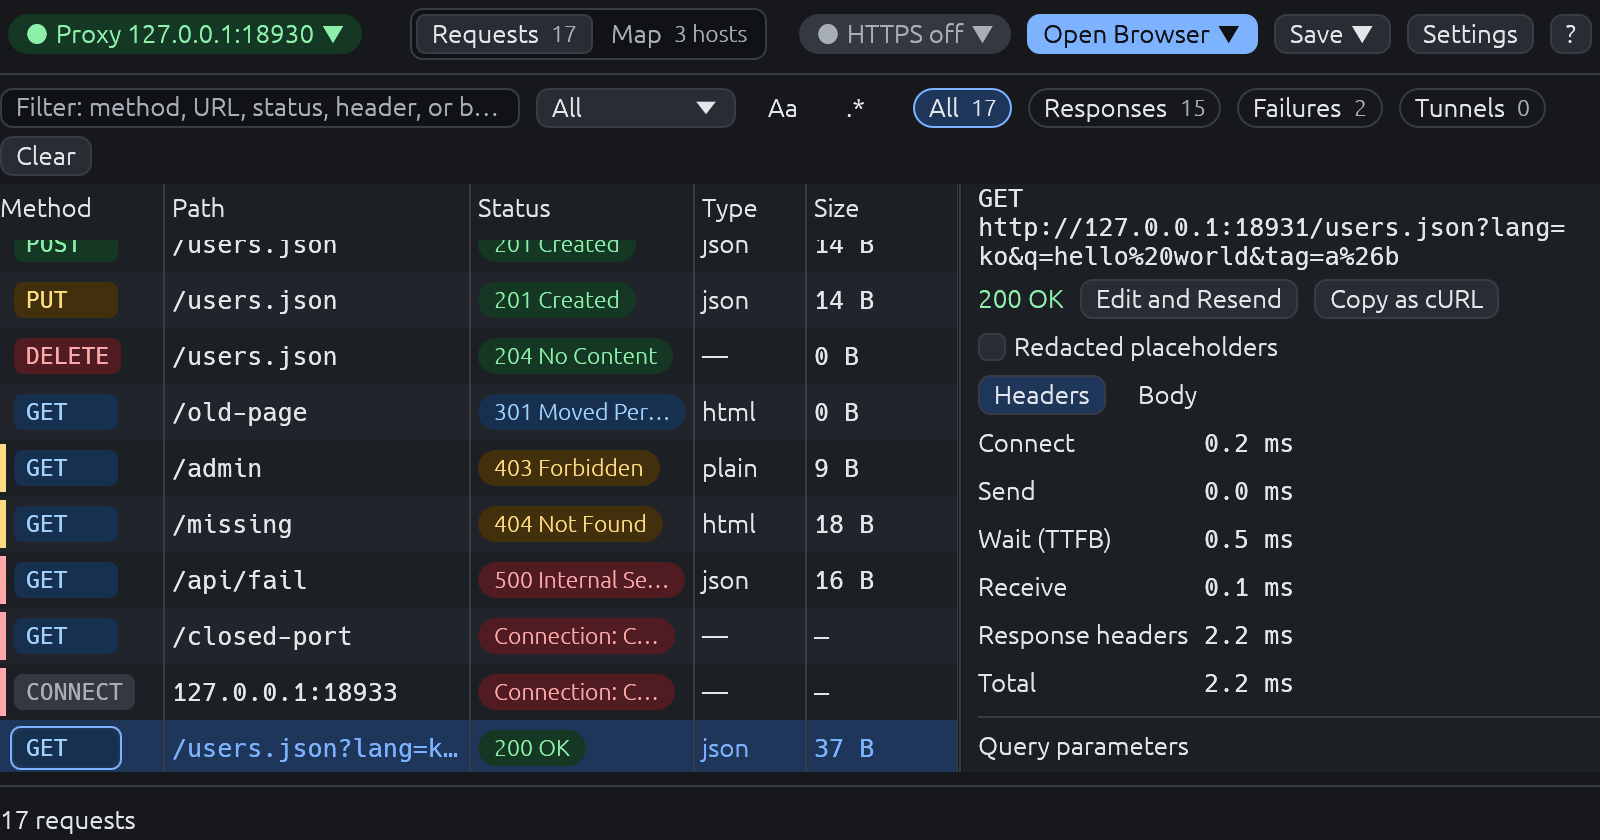 Proxy 127.0.0.1:18930 ▼ Requests 17 Map 3 hosts HTTPS off ▼ Open Browser ▼ Save ▼ Settings ?
Filter: method, URL, status, header, or b… All ▼ Aa .* All 17 Responses 15 Failures 2 Tunnels 0
Clear
Method Path Status Type Size
POST /users.json 201 Created json 14 B
PUT /users.json 201 Created json 14 B
DELETE /users.json 204 No Content — 0 B
GET /old-page 301 Moved Per… html 0 B
GET /admin 403 Forbidden plain 9 B
GET /missing 404 Not Found html 18 B
GET /api/fail 500 Internal Se… json 16 B
GET /closed-port Connection: C… — –
CONNECT 127.0.0.1:18933 Connection: C… — –
GET /users.json?lang=k… 200 OK json 37 B
GET
http://127.0.0.1:18931/users.json?lang=
ko&q=hello%20world&tag=a%26b
200 OK Edit and Resend Copy as cURL
Redacted placeholders
Headers Body
Connect 0.2 ms
Send 0.0 ms
Wait (TTFB) 0.5 ms
Receive 0.1 ms
Response headers 2.2 ms
Total 2.2 ms
Query parameters
17 requests